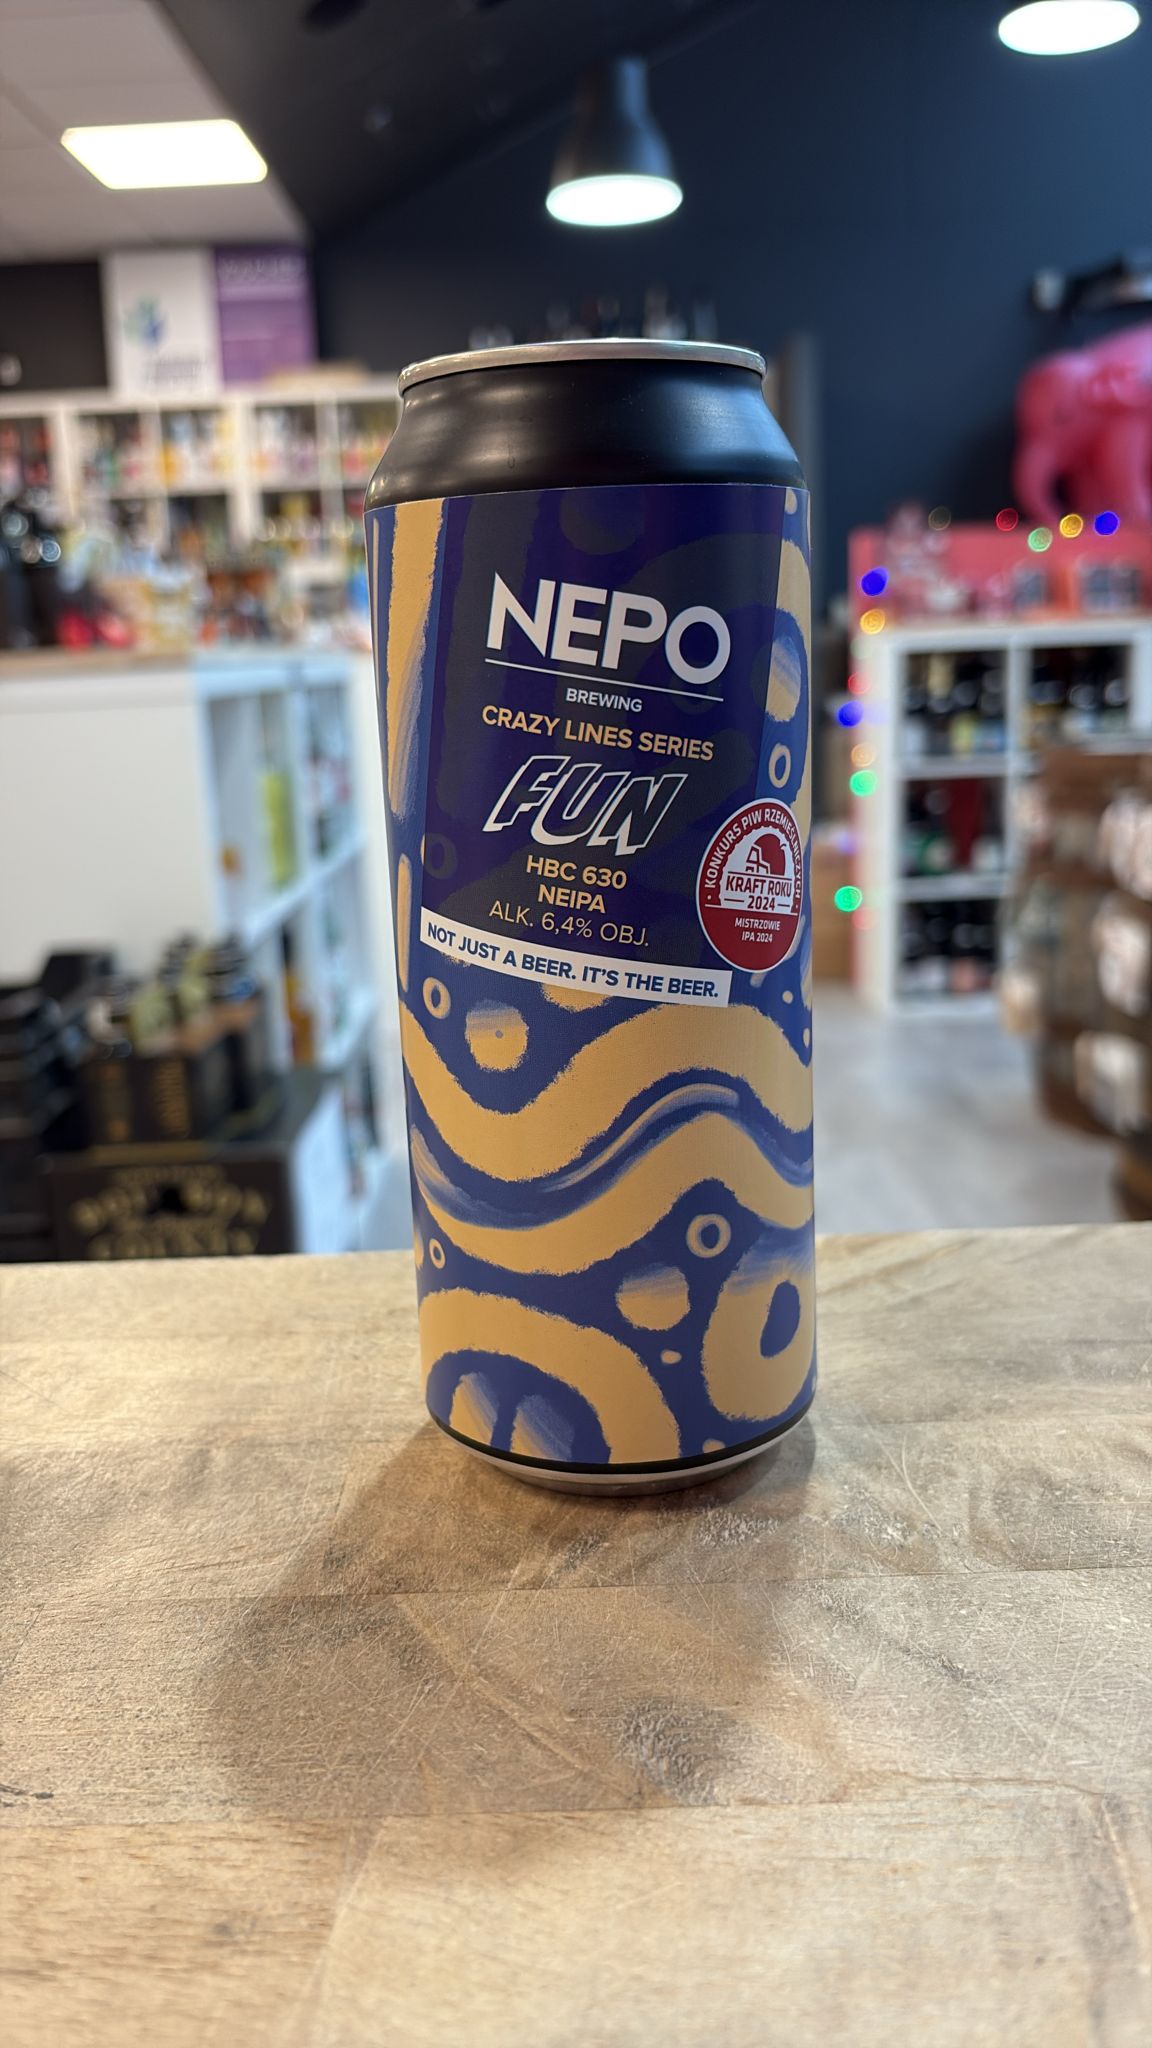 NEPO
BREWING
CRAZY LINES SERIES
FUN
HBC 630
NEIPA
ALK. 6,4% OBJ.
NOT JUST A BEER. IT'S THE BEER.
KONKURS PIW RZEMIEŚLNICZYCH
KRAFT ROKU
2024
MISTRZOWIE
IPA 2024